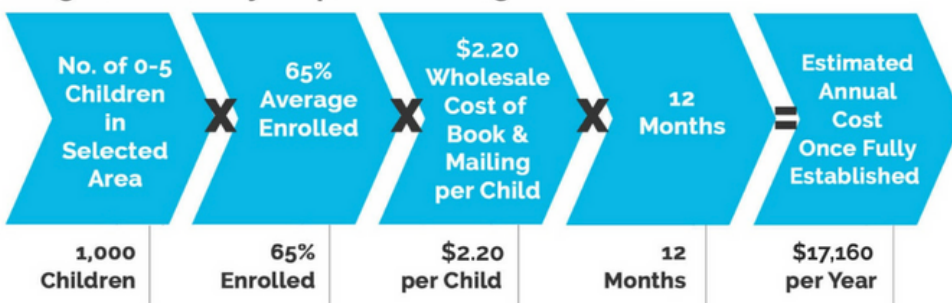 No. of 0-5
Children
in
Selected
Area
X
65%
Average
Enrolled
X
$2.20
Wholesale
Cost of
Book &
Mailing
per Child
X
12
Months
=
Estimated
Annual
Cost
Once Fully
Established
1,000
Children
65%
Enrolled
$2.20
per Child
12
Months
$17,160
per Year